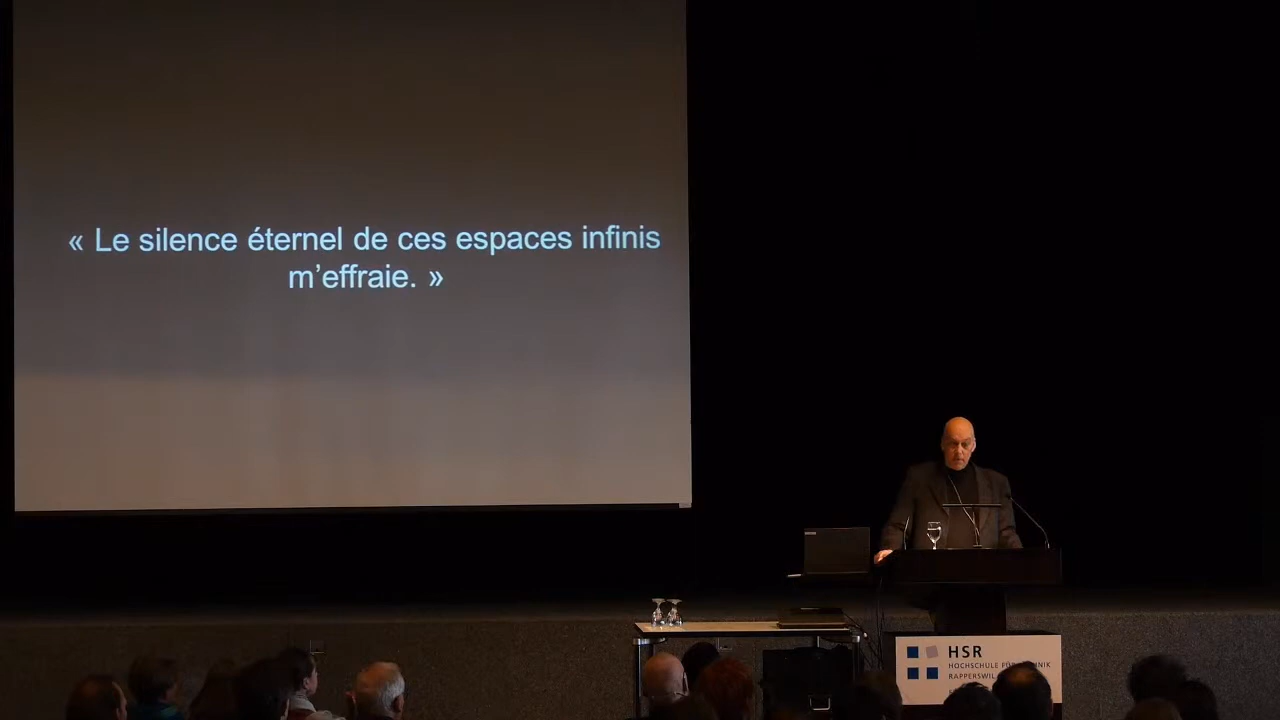 « Le silence éternel de ces espaces infinis
m’effraie. »
HSR
HOCHSCHULE FÜR
RAPPERSWIL